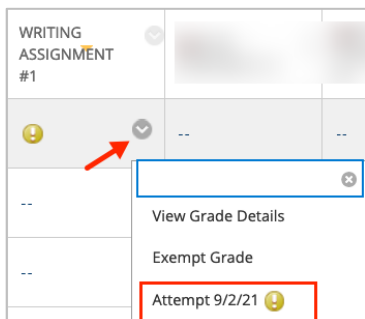 WRITING
ASSIGNMENT
#1
-- --
--
View Grade Details
--
Exempt Grade
Attempt 9/2/21